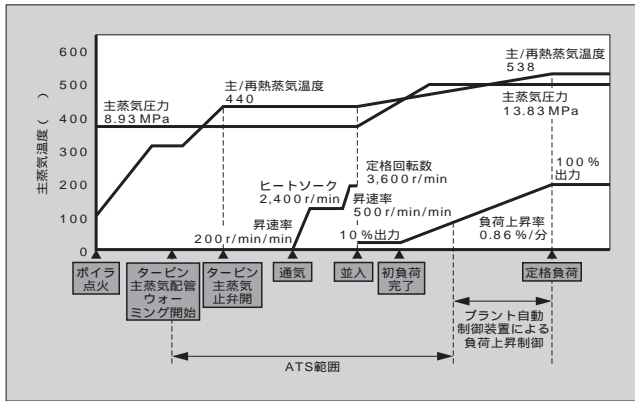 主蒸気温度（　）
600
500
400
300
200
100
0
主蒸気圧力
8.93 MPa
主/再熱蒸気温度
440
主/再熱蒸気温度
538
主蒸気圧力
13.83 MPa
ヒートソーク
2,400 r/min
定格回転数
3,600 r/min
昇速率
500 r/min/min
昇速率
200 r/min/min
10 % 出力
100 %
出力
負荷上昇率
0.86 %/分
ボイラ
点火
タービン
主蒸気配管
ウォー
ミング開始
タービン
主蒸気
止弁開
通気
並入
初負荷
完了
定格負荷
プラント自動
制御装置による
負荷上昇制御
ATS範囲